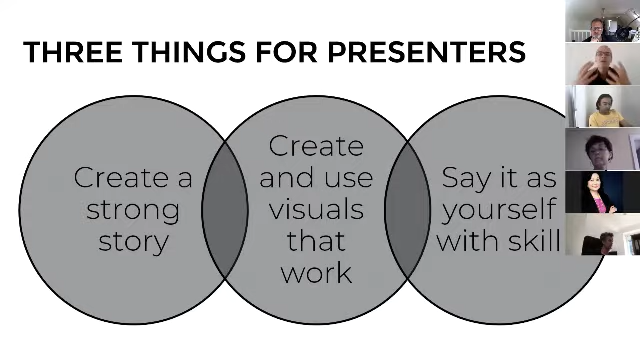 THREE THINGS FOR PRESENTERS
Create a
strong
story
Create
and use
visuals
that
work
Say it as
yourself
with skill